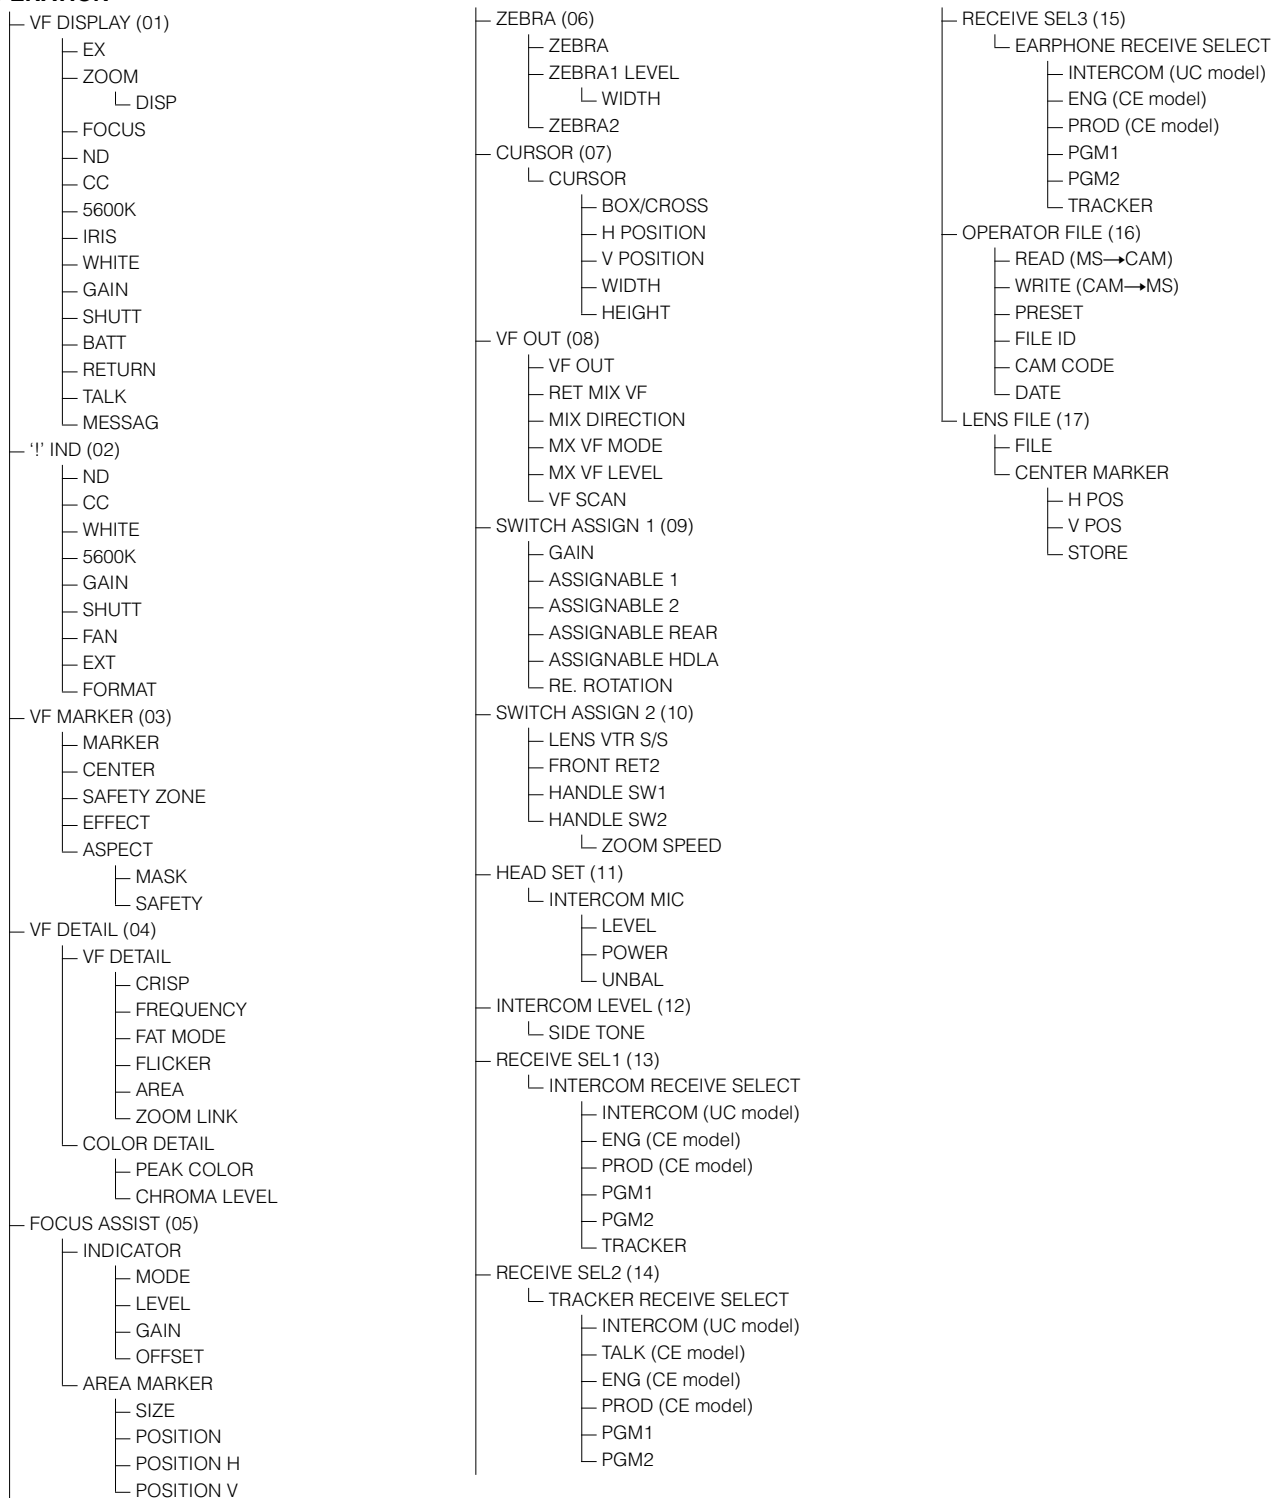 VF DISPLAY (01)
EX
ZOOM
DISP
FOCUS
ND
CC
5600K
IRIS
WHITE
GAIN
SHUTT
BATT
RETURN
TALK
MESSAG
‘!’ IND (02)
ND
CC
WHITE
5600K
GAIN
SHUTT
FAN
EXT
FORMAT
VF MARKER (03)
MARKER
CENTER
SAFETY ZONE
EFFECT
ASPECT
MASK
SAFETY
VF DETAIL (04)
VF DETAIL
CRISP
FREQUENCY
FAT MODE
FLICKER
AREA
ZOOM LINK
COLOR DETAIL
PEAK COLOR
CHROMA LEVEL
FOCUS ASSIST (05)
INDICATOR
MODE
LEVEL
GAIN
OFFSET
AREA MARKER
SIZE
POSITION
POSITION H
POSITION V
ZEBRA (06)
ZEBRA
ZEBRA1 LEVEL
WIDTH
ZEBRA2
CURSOR (07)
CURSOR
BOX/CROSS
H POSITION
V POSITION
WIDTH
HEIGHT
VF OUT (08)
VF OUT
RET MIX VF
MIX DIRECTION
MX VF MODE
MX VF LEVEL
VF SCAN
SWITCH ASSIGN 1 (09)
GAIN
ASSIGNABLE 1
ASSIGNABLE 2
ASSIGNABLE REAR
ASSIGNABLE HDLA
RE. ROTATION
SWITCH ASSIGN 2 (10)
LENS VTR S/S
FRONT RET2
HANDLE SW1
HANDLE SW2
ZOOM SPEED
HEAD SET (11)
INTERCOM MIC
LEVEL
POWER
UNBAL
INTERCOM LEVEL (12)
SIDE TONE
RECEIVE SEL1 (13)
INTERCOM RECEIVE SELECT
INTERCOM (UC model)
ENG (CE model)
PROD (CE model)
PGM1
PGM2
TRACKER
RECEIVE SEL2 (14)
TRACKER RECEIVE SELECT
INTERCOM (UC model)
TALK (CE model)
ENG (CE model)
PROD (CE model)
PGM1
PGM2
RECEIVE SEL3 (15)
EARPHONE RECEIVE SELECT
INTERCOM (UC model)
ENG (CE model)
PROD (CE model)
PGM1
PGM2
TRACKER
OPERATOR FILE (16)
READ (MS→CAM)
WRITE (CAM→MS)
PRESET
FILE ID
CAM CODE
DATE
LENS FILE (17)
FILE
CENTER MARKER
H POS
V POS
STORE